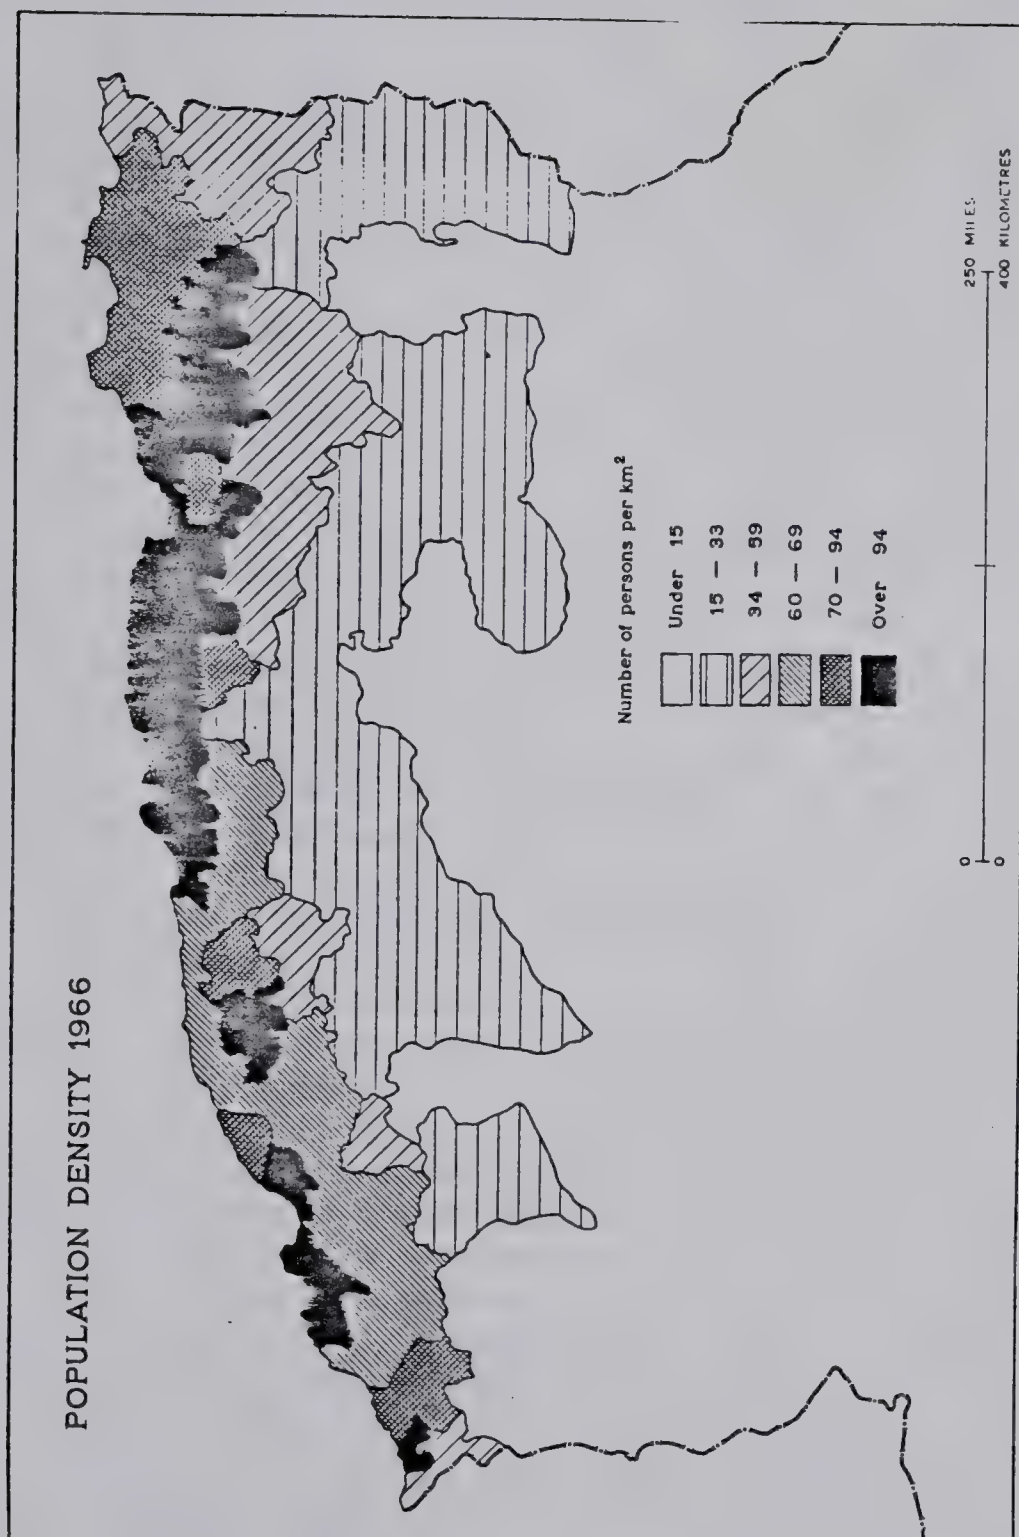 POPULATION DENSITY 1966
Number of persons per km²
Under 15
15 — 33
34 — 59
60 — 69
70 — 94
Over 94
0 250 MILES
0 400 KILOMETRES